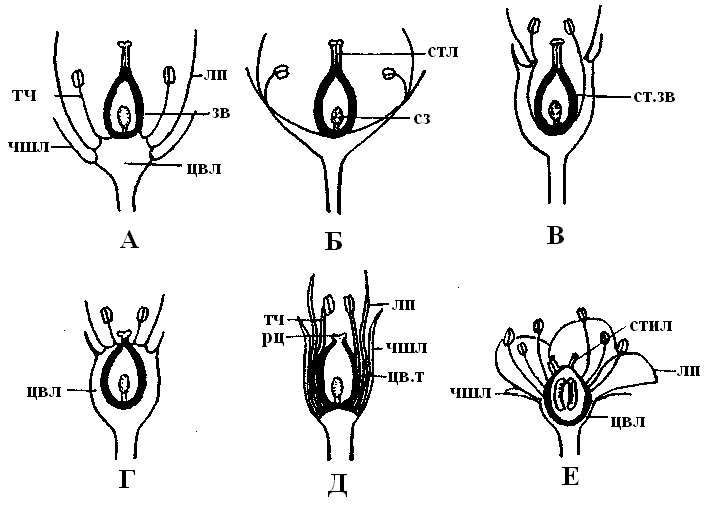 ТЧ
ЧШЛ
ЛП
ЗВ
ЦВЛ
А
СТЛ
СЗ
Б
СТ.ЗВ
В
ЦВЛ
Г
ТЧ
РЦ
ЛП
ЧШЛ
ЦВ.Т
Д
ЧШЛ
СТИЛ
ЛП
ЦВЛ
Е